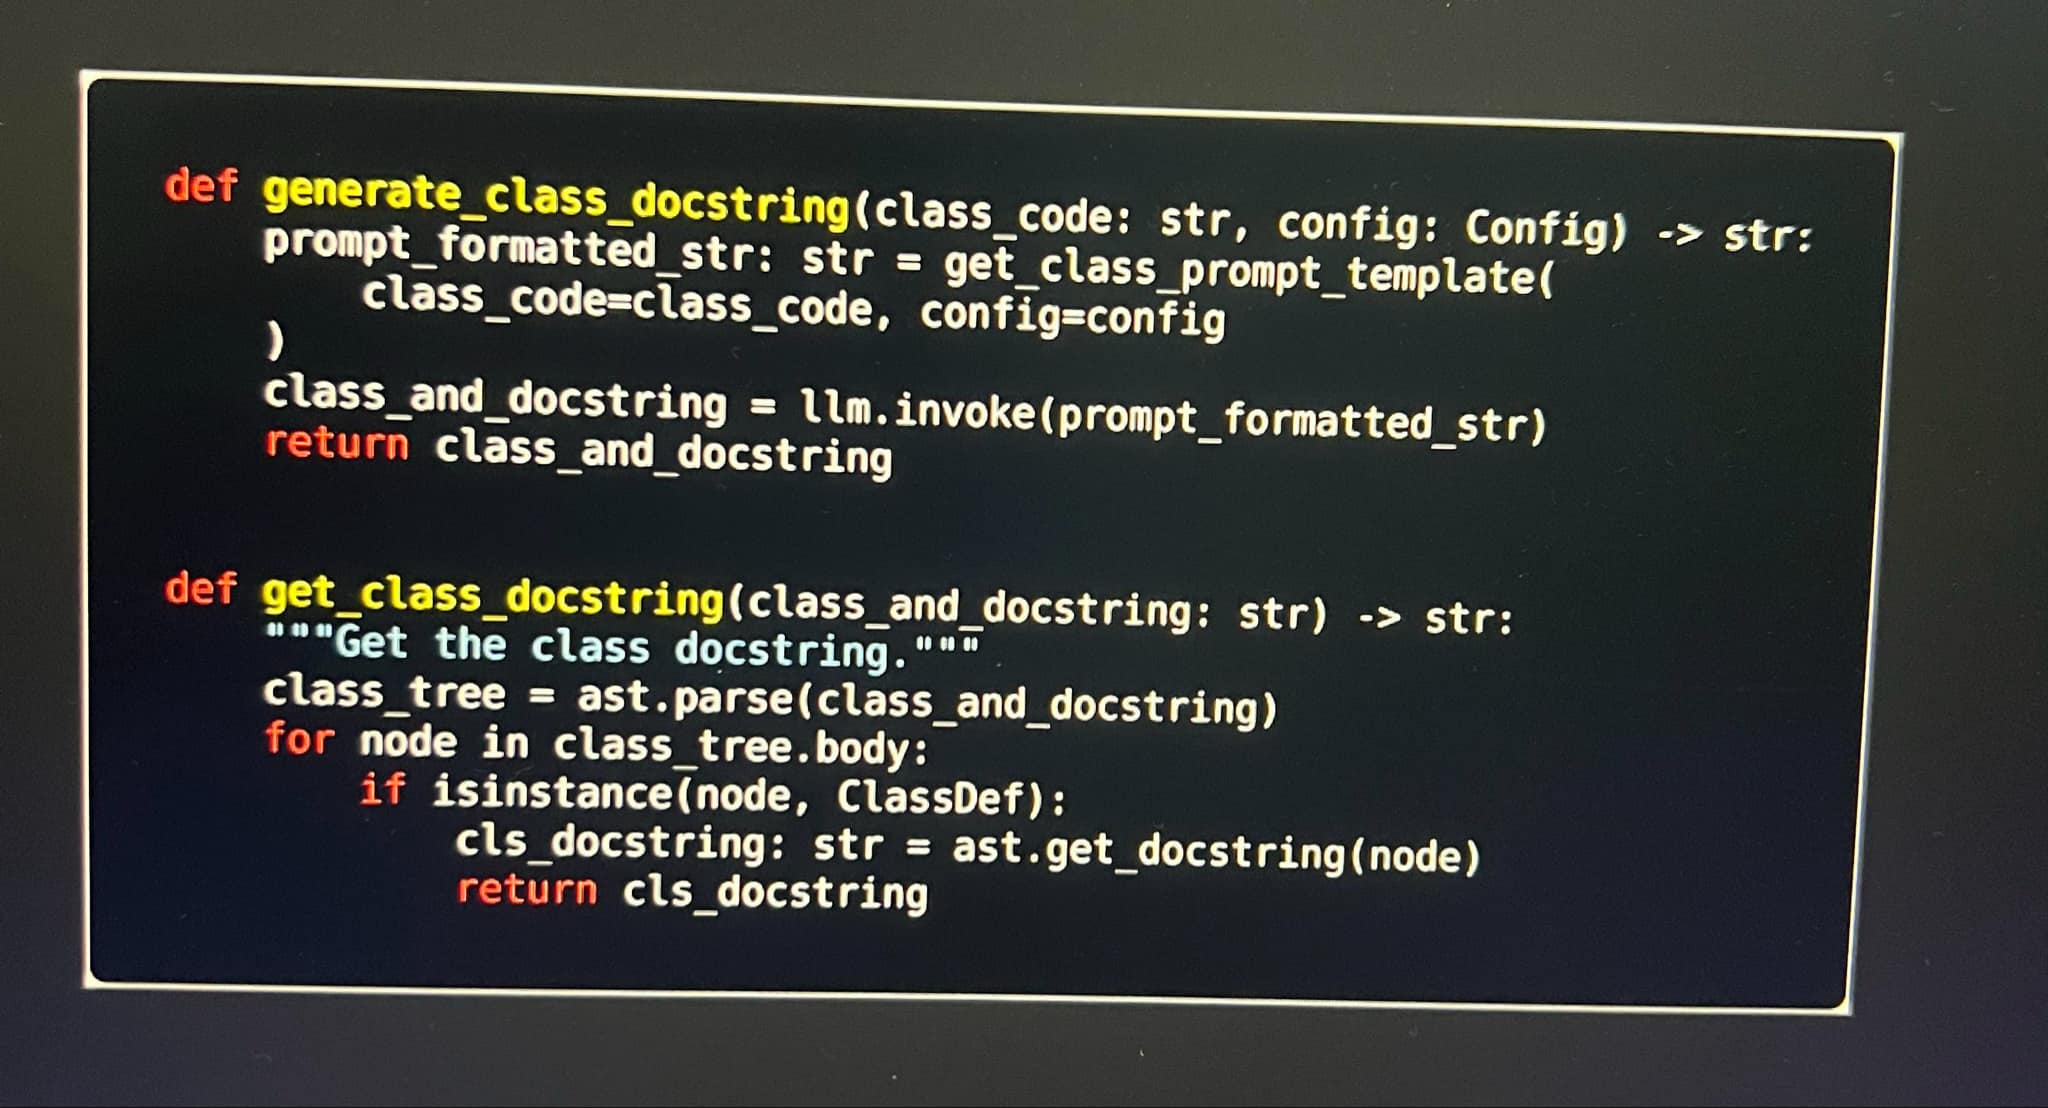 def generate_class_docstring(class_code: str, config: Config) -> str:
    prompt_formatted_str: str = get_class_prompt_template(
        class_code=class_code, config=config
    )
    class_and_docstring = llm.invoke(prompt_formatted_str)
    return class_and_docstring

def get_class_docstring(class_and_docstring: str) -> str:
    """Get the class docstring."""
    class_tree = ast.parse(class_and_docstring)
    for node in class_tree.body:
        if isinstance(node, ClassDef):
            cls_docstring: str = ast.get_docstring(node)
            return cls_docstring